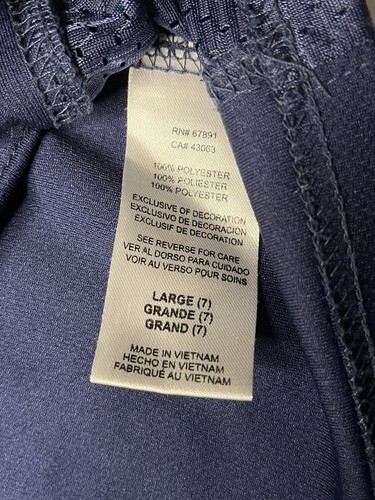 RN# 67891
CA# 43063
100% POLYESTER
100% POLIESTER
100% POLYESTER
EXCLUSIVE OF DECORATION
EXCLUSIVO DE DECORACION
EXCLUSIF DE DECORATION
SEE REVERSE FOR CARE
VER AL DORSO PARA CUIDADO
VOIR AU VERSO POUR SOINS
LARGE (7)
GRANDE (7)
GRAND (7)
MADE IN VIETNAM
HECHO EN VIETNAM
FABRIQUÉ AU VIETNAM